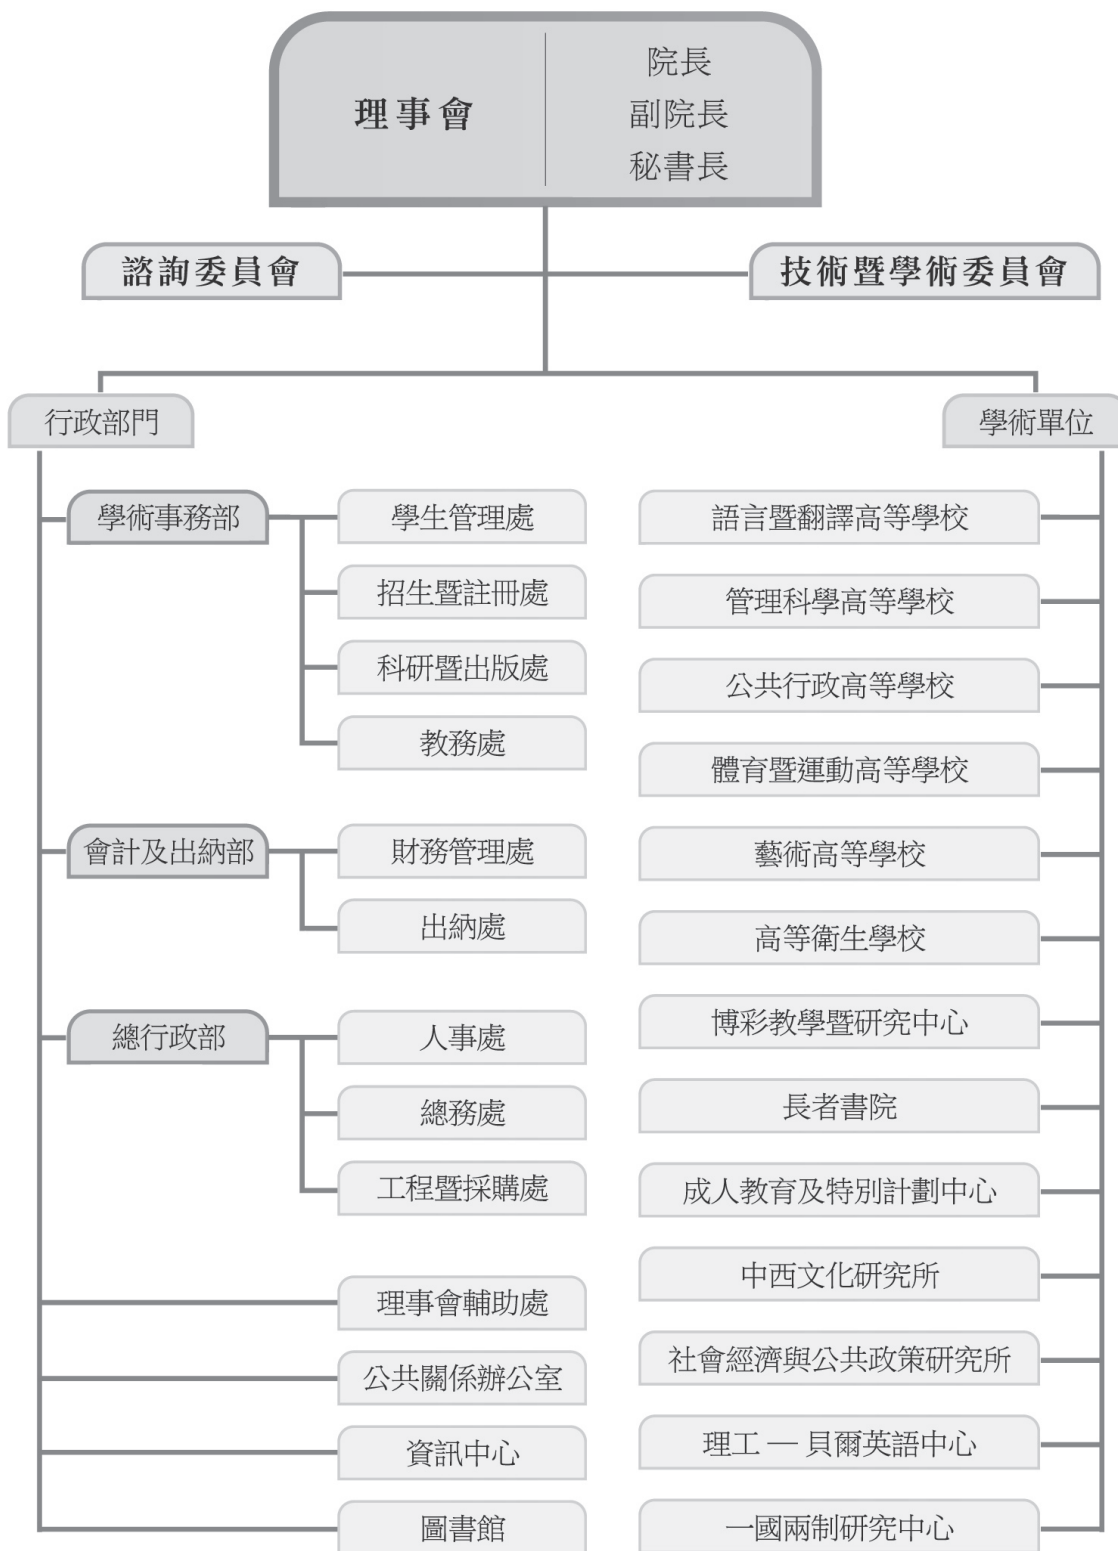 理事會
院長
副院長
秘書長
諮詢委員會
技術暨學術委員會
行政部門
學術單位
學術事務部
學生管理處
招生暨註冊處
科研暨出版處
教務處
會計及出納部
財務管理處
出納處
總行政部
人事處
總務處
工程暨採購處
理事會輔助處
公共關係辦公室
資訊中心
圖書館
語言暨翻譯高等學校
管理科學高等學校
公共行政高等學校
體育暨運動高等學校
藝術高等學校
高等衛生學校
博彩教學暨研究中心
長者書院
成人教育及特別計劃中心
中西文化研究所
社會經濟與公共政策研究所
理工 — 貝爾英語中心
一國兩制研究中心